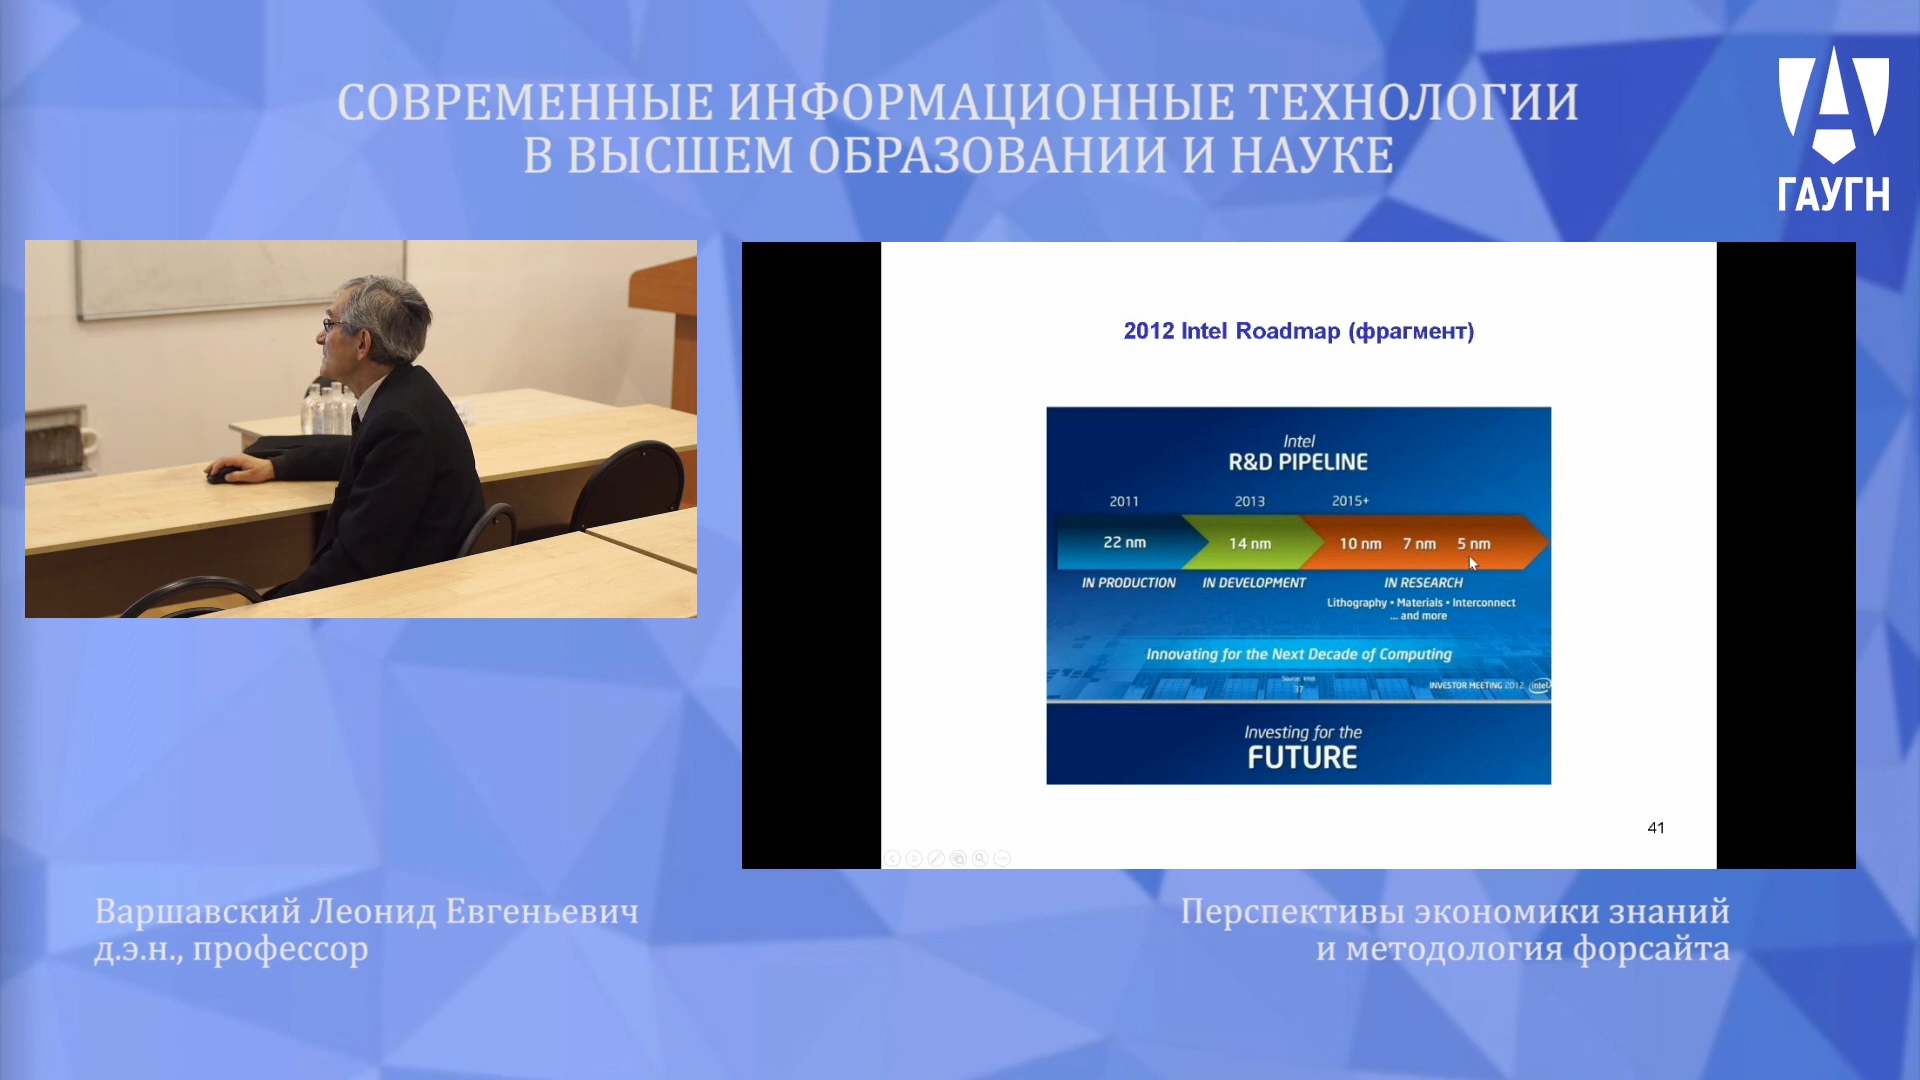 СОВРЕМЕННЫЕ ИНФОРМАЦИОННЫЕ ТЕХНОЛОГИИ
В ВЫСШЕМ ОБРАЗОВАНИИ И НАУКЕ
ГАУГН
2012 Intel Roadmap (фрагмент)
Intel
R&D PIPELINE
2011 2013 2015+
22 nm 14 nm 10 nm 7 nm 5 nm
IN PRODUCTION IN DEVELOPMENT IN RESEARCH
Lithography • Materials • Interconnect
... and more
Innovating for the Next Decade of Computing
Source: Intel
37
INVESTOR MEETING 2012 intel
Investing for the
FUTURE
41
Варшавский Леонид Евгеньевич
д.э.н., профессор
Перспективы экономики знаний
и методология форсайта